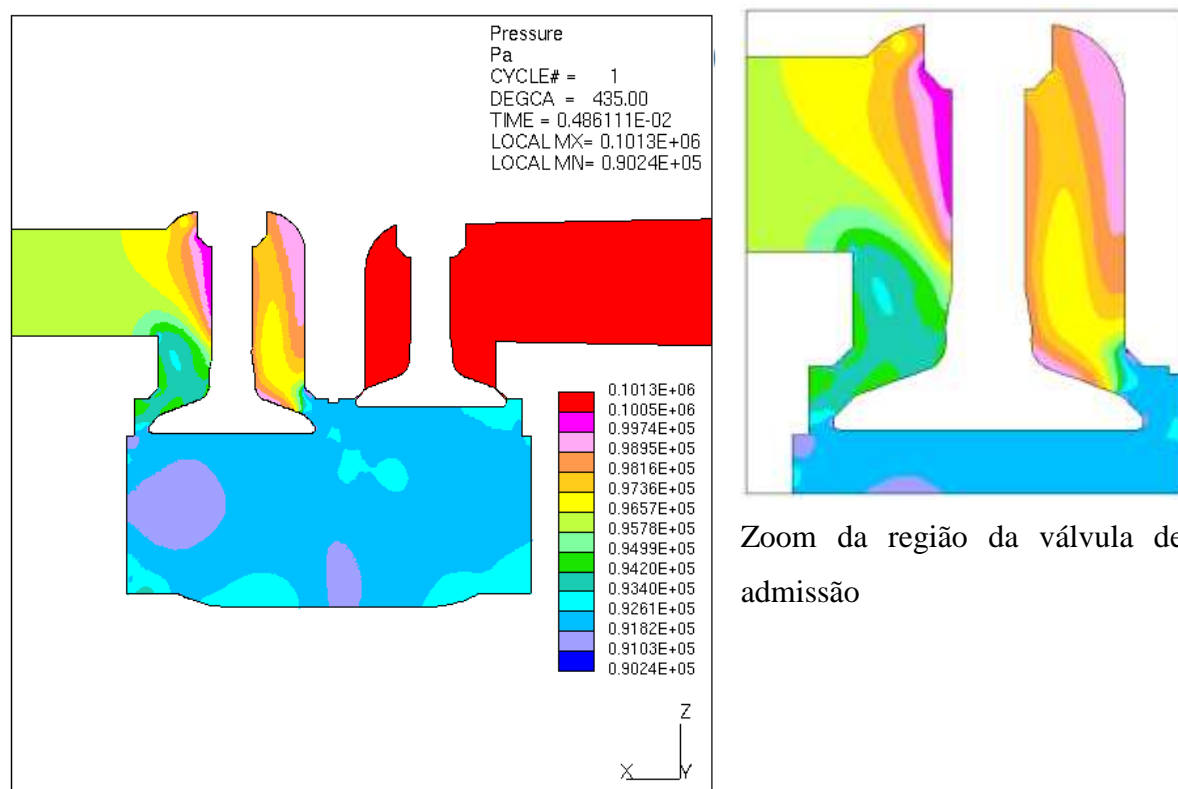 Pressure
Pa
CYCLE# = 1
DEGCA = 435.00
TIME = 0.486111E-02
LOCAL MX= 0.1013E+06
LOCAL MN= 0.9024E+05
0.1013E+06
0.1005E+06
0.9974E+05
0.9895E+05
0.9816E+05
0.9736E+05
0.9657E+05
0.9578E+05
0.9499E+05
0.9420E+05
0.9340E+05
0.9261E+05
0.9182E+05
0.9103E+05
0.9024E+05
Z
X Y
Zoom da região da válvula de
admissão